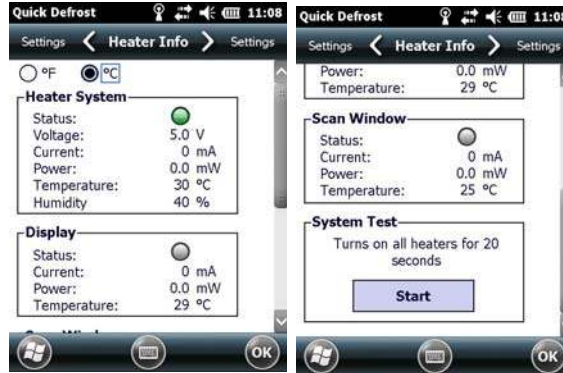 Quick Defrost 11:08
Settings Heater Info Settings
°F °C
Heater System
Status:
Voltage: 5.0 V
Current: 0 mA
Power: 0.0 mW
Temperature: 30 °C
Humidity 40 %
Display
Status:
Current: 0 mA
Power: 0.0 mW
Temperature: 29 °C
OK
Quick Defrost 11:08
Settings Heater Info Settings
Power: 0.0 mW
Temperature: 29 °C
Scan Window
Status:
Current: 0 mA
Power: 0.0 mW
Temperature: 25 °C
System Test
Turns on all heaters for 20
seconds
Start
OK